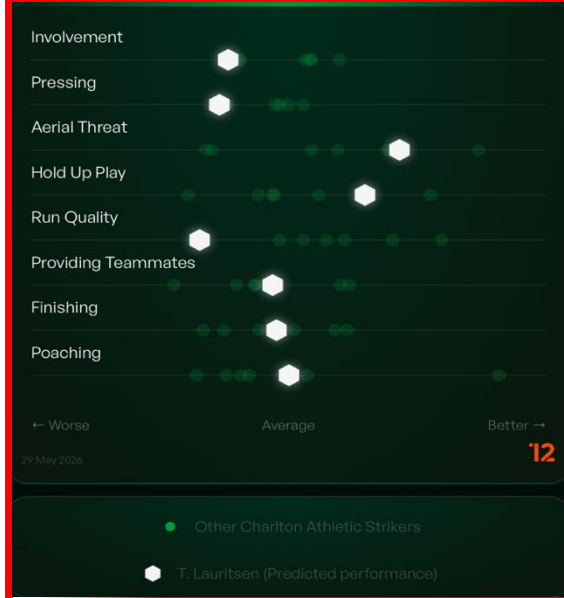 Involvement
Pressing
Aerial Threat
Hold Up Play
Run Quality
Providing Teammates
Finishing
Poaching
← Worse Average Better →
29 May 2026
12
Other Charlton Athletic Strikers
T. Lauritsen (Predicted performance)